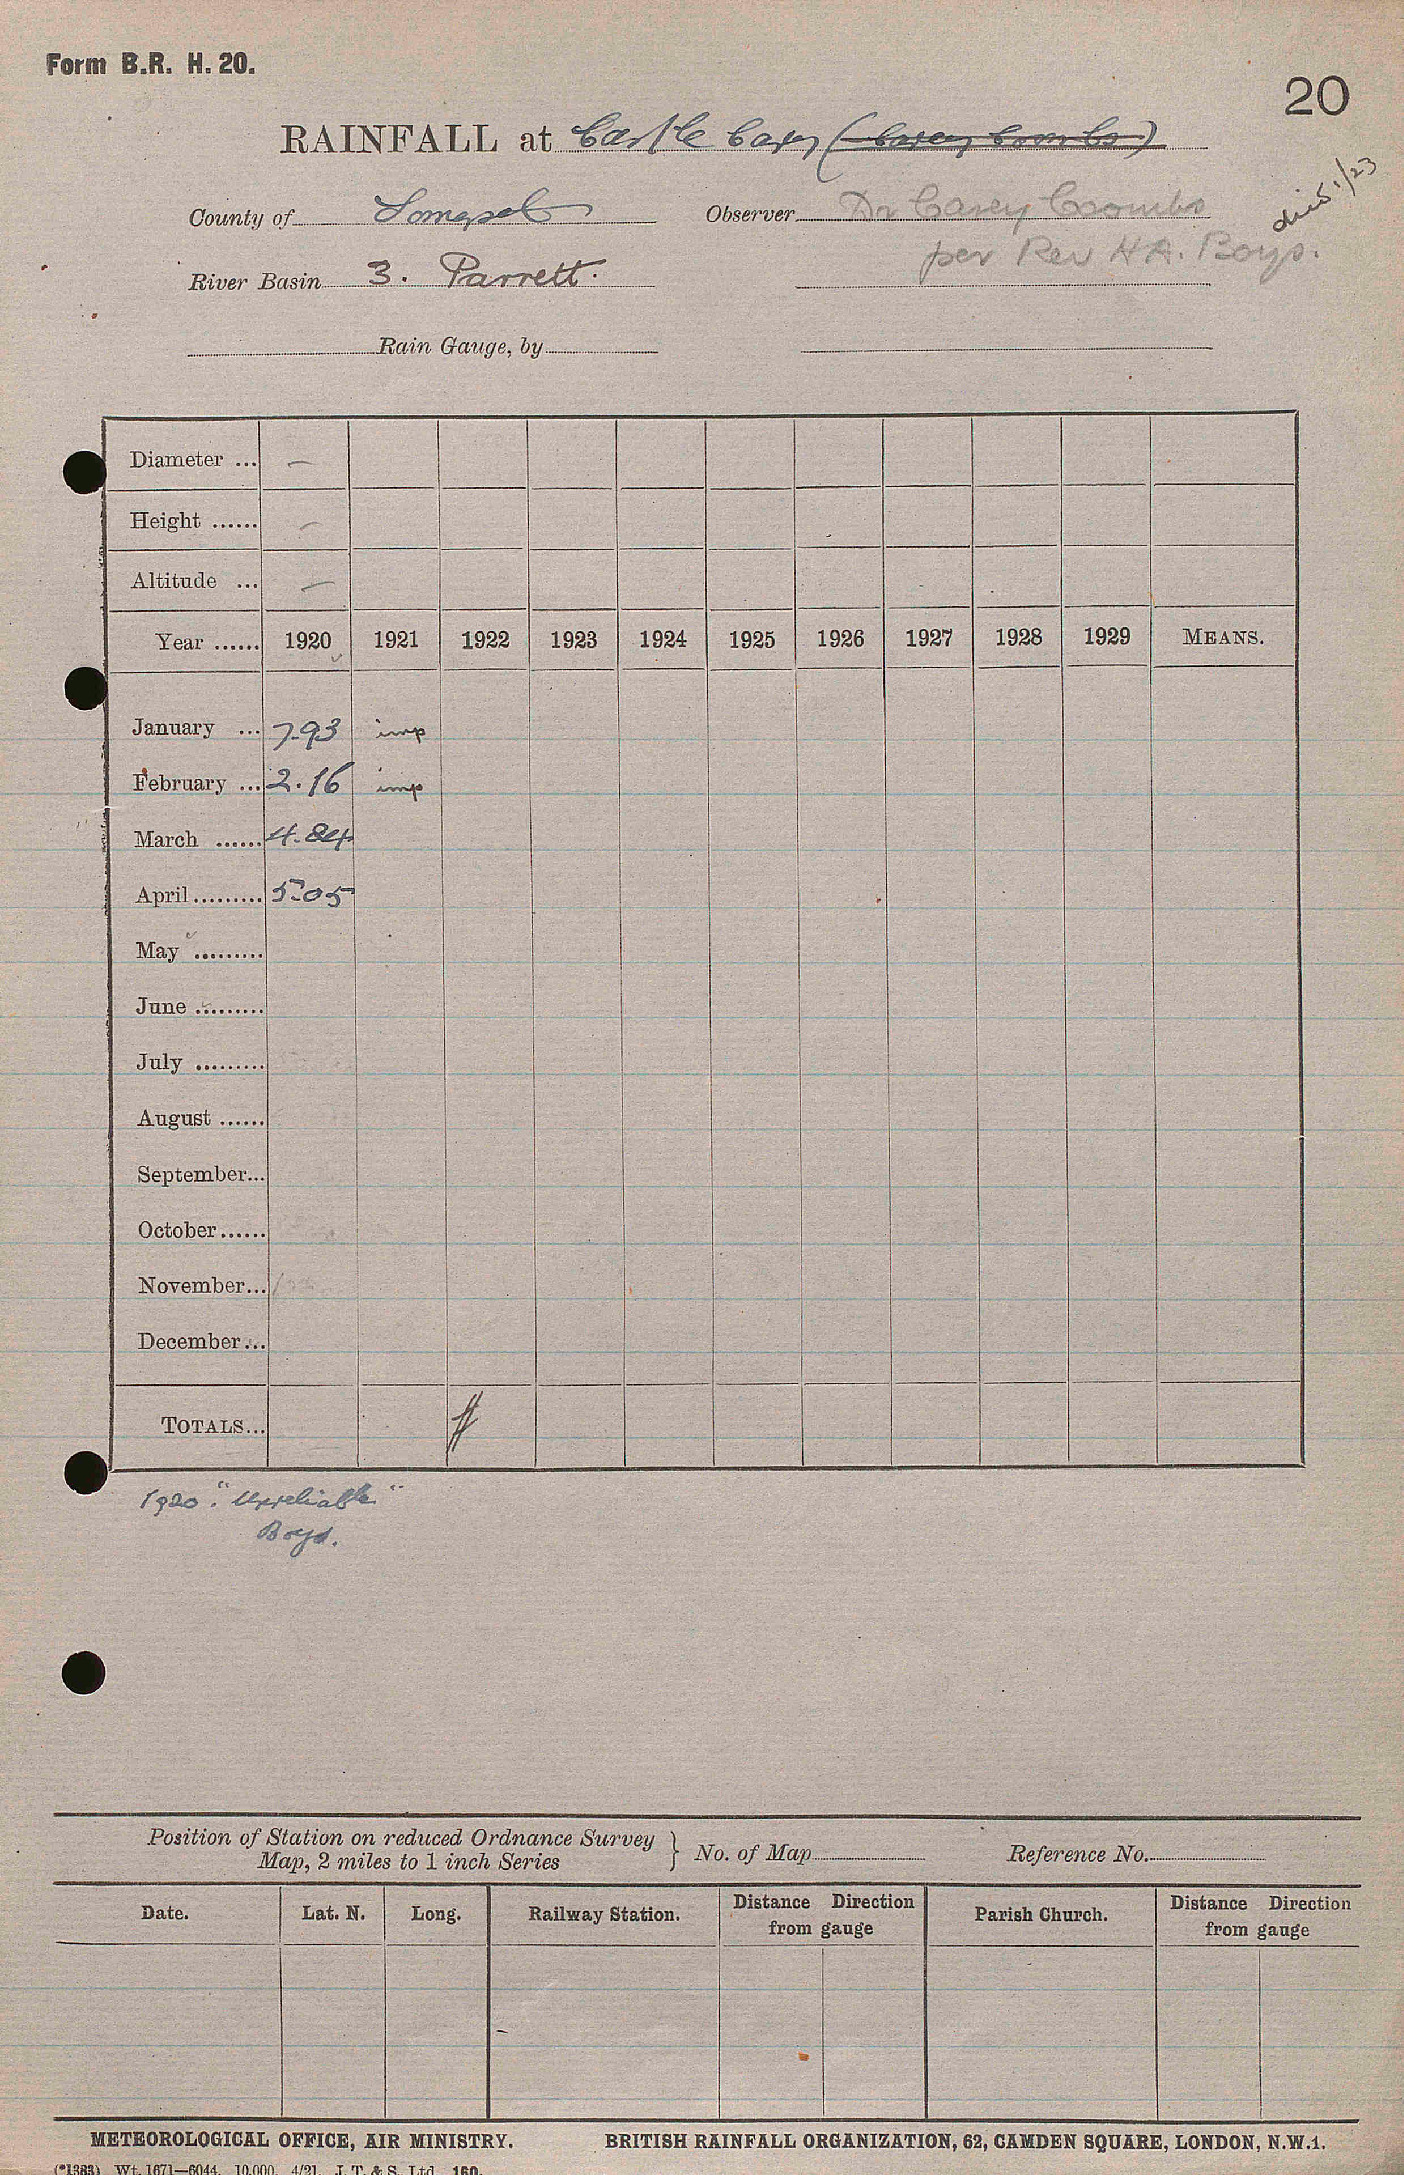 Form B.R. H. 20.
20
RAINFALL at Castle Cary (Carey Coombs)
County of Somerset Observer Dr Carey Coombs
1/23
per Rev H A. Boys.
River Basin 3. Parrett.
Rain Gauge, by
Diameter ... —
Height ...... —
Altitude ... —
Year ...... 1920 1921 1922 1923 1924 1925 1926 1927 1928 1929 MEANS.
January ... 7.93 imp
February ... 2.16 imp
March ...... 4.84
April ......... 5.05
May .........
June .........
July .........
August ......
September...
October ......
November...
December...
TOTALS...
1920 "Unreliable"
Boys.
Position of Station on reduced Ordnance Survey
Map, 2 miles to 1 inch Series } No. of Map Reference No.
Date. Lat. N. Long. Railway Station. Distance Direction from gauge Parish Church. Distance Direction from gauge
METEOROLOGICAL OFFICE, AIR MINISTRY. BRITISH RAINFALL ORGANIZATION, 62, CAMDEN SQUARE, LONDON, N.W.1.
(*1383) Wt. 1671—6044. 10,000. 4/21. J. T. & S. Ltd. 160.